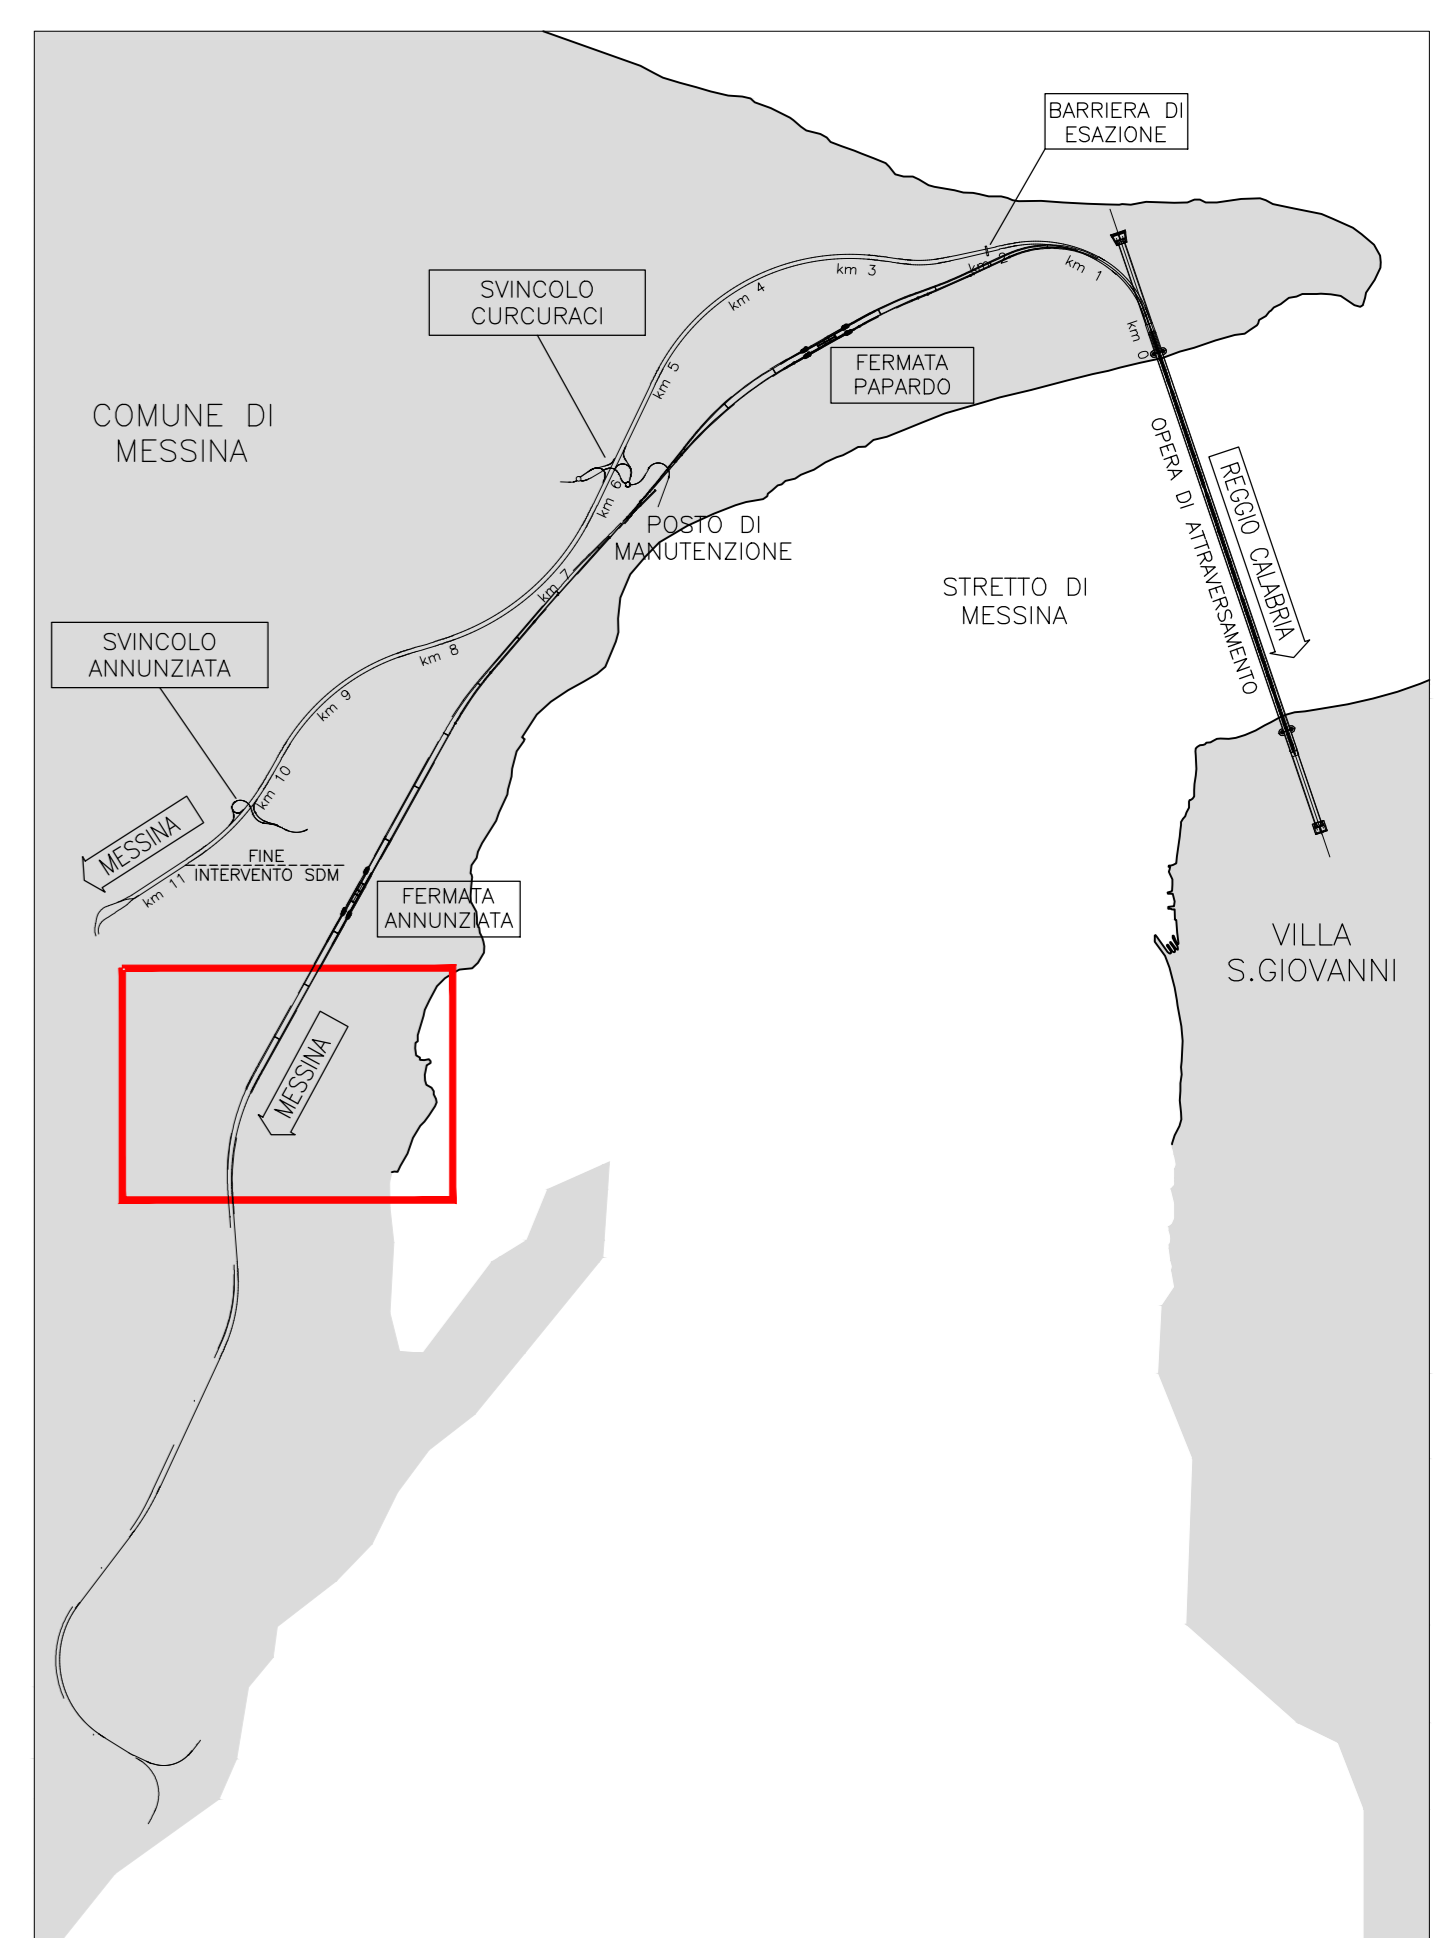 BARRIERA DI
ESAZIONE
SVINCOLO
CURCURACI
km 3
km 2
km 1
km 4
km 0
km 5
FERMATA
PAPARDO
COMUNE DI
MESSINA
OPERA DI ATTRAVERSAMENTO
REGGIO CALABRIA
km 6
POSTO DI
MANUTENZIONE
STRETTO DI
MESSINA
km 7
SVINCOLO
ANNUNZIATA
km 8
km 9
km 10
MESSINA
FINE
INTERVENTO SDM
km 11
FERMATA
ANNUNZIATA
VILLA
S.GIOVANNI
MESSINA